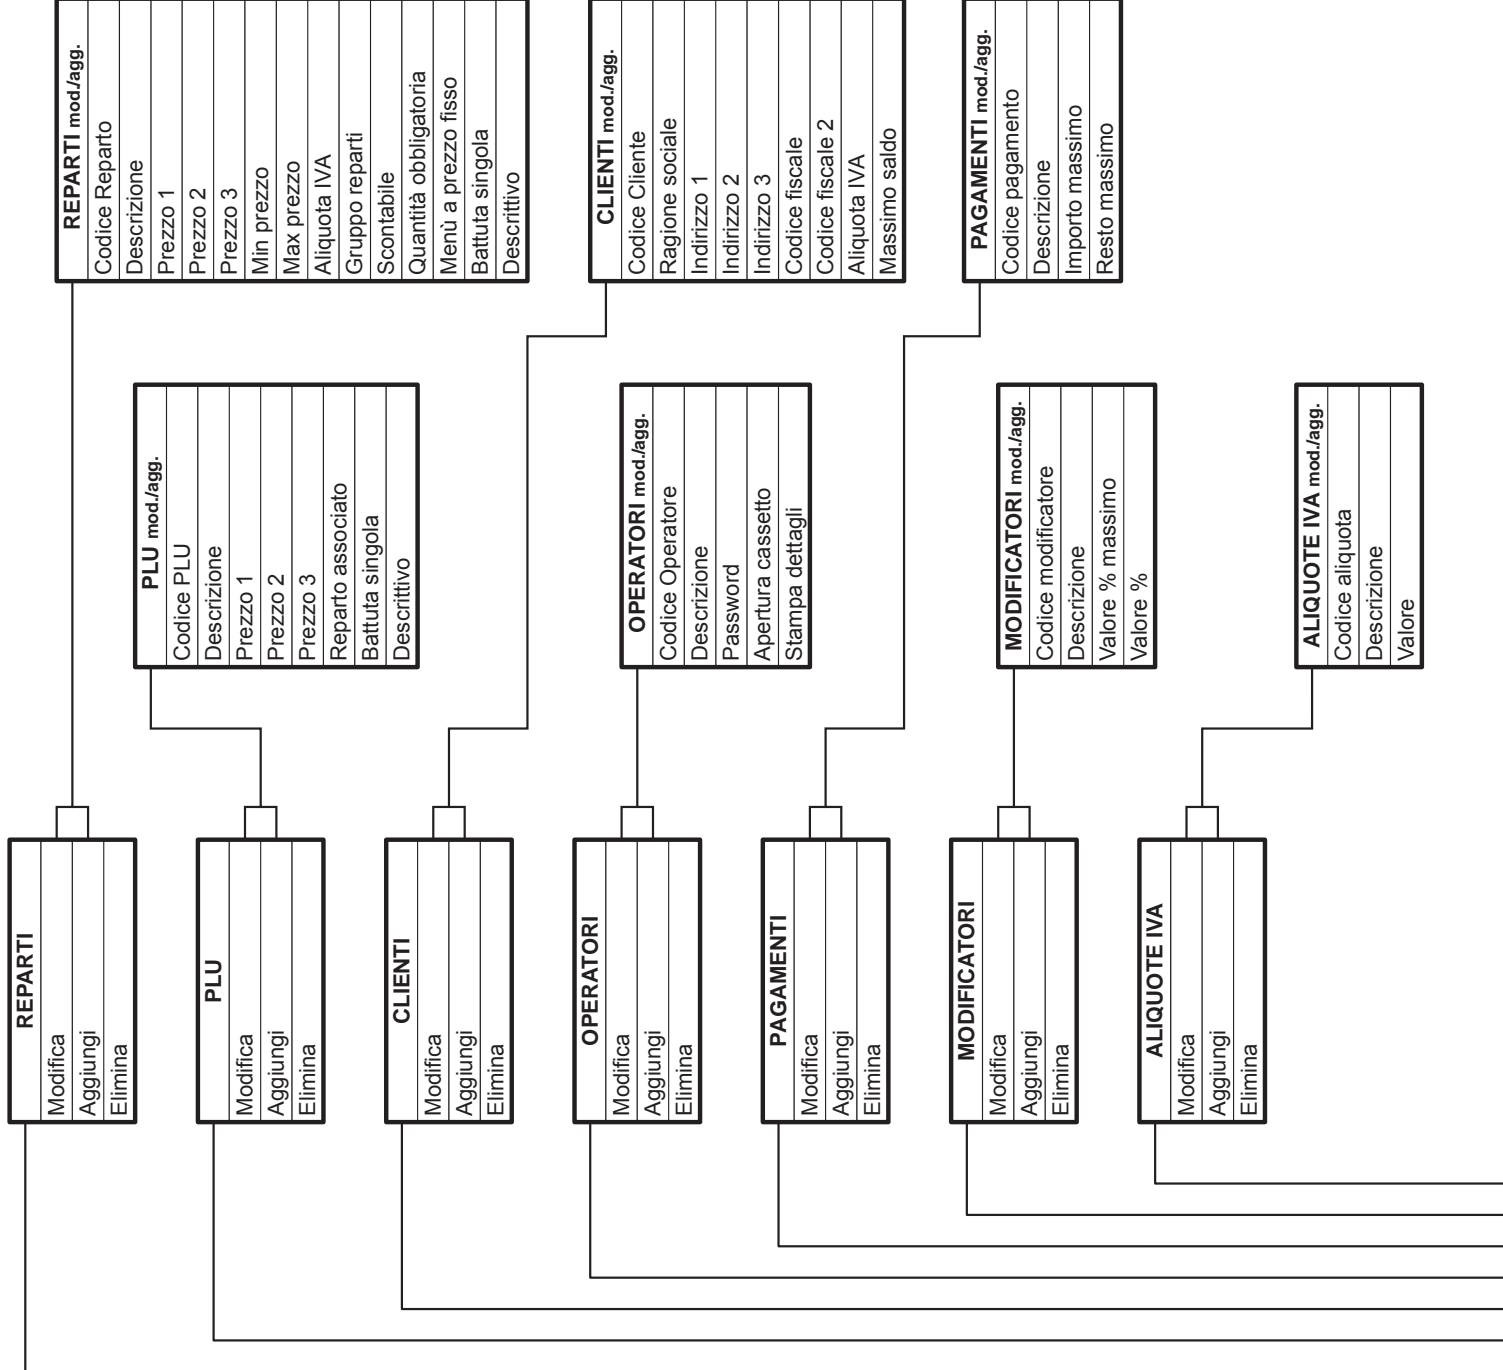 REPARTI
Modifica
Aggiungi
Elimina
PLU
Modifica
Aggiungi
Elimina
CLIENTI
Modifica
Aggiungi
Elimina
OPERATORI
Modifica
Aggiungi
Elimina
PAGAMENTI
Modifica
Aggiungi
Elimina
MODIFICATORI
Modifica
Aggiungi
Elimina
ALIQUOTE IVA
Modifica
Aggiungi
Elimina
PLU mod./agg.
Codice PLU
Descrizione
Prezzo 1
Prezzo 2
Prezzo 3
Reparto associato
Battuta singola
Descrittivo
OPERATORI mod./agg.
Codice Operatore
Descrizione
Password
Apertura cassetto
Stampa dettagli
MODIFICATORI mod./agg.
Codice modificatore
Descrizione
Valore % massimo
Valore %
ALIQUOTE IVA mod./agg.
Codice aliquota
Descrizione
Valore
REPARTI mod./agg.
Codice Reparto
Descrizione
Prezzo 1
Prezzo 2
Prezzo 3
Min prezzo
Max prezzo
Aliquota IVA
Gruppo reparti
Scontabile
Quantità obbligatoria
Menù a prezzo fisso
Battuta singola
Descrittivo
CLIENTI mod./agg.
Codice Cliente
Ragione sociale
Indirizzo 1
Indirizzo 2
Indirizzo 3
Codice fiscale
Codice fiscale 2
Aliquota IVA
Massimo saldo
PAGAMENTI mod./agg.
Codice pagamento
Descrizione
Importo massimo
Resto massimo